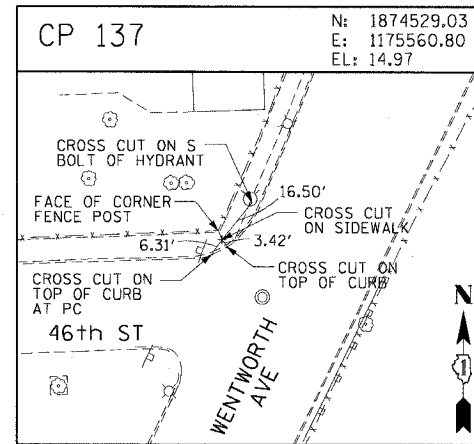 CP 137
N: 1874529.03
E: 1175560.80
EL: 14.97
CROSS CUT ON S
BOLT OF HYDRANT
16.50'
FACE OF CORNER
FENCE POST
CROSS CUT
ON SIDEWALK
6.31'
3.42'
CROSS CUT ON
TOP OF CURB
AT PC
CROSS CUT ON
TOP OF CURB
46th ST
WENTWORTH
AVE
N
1